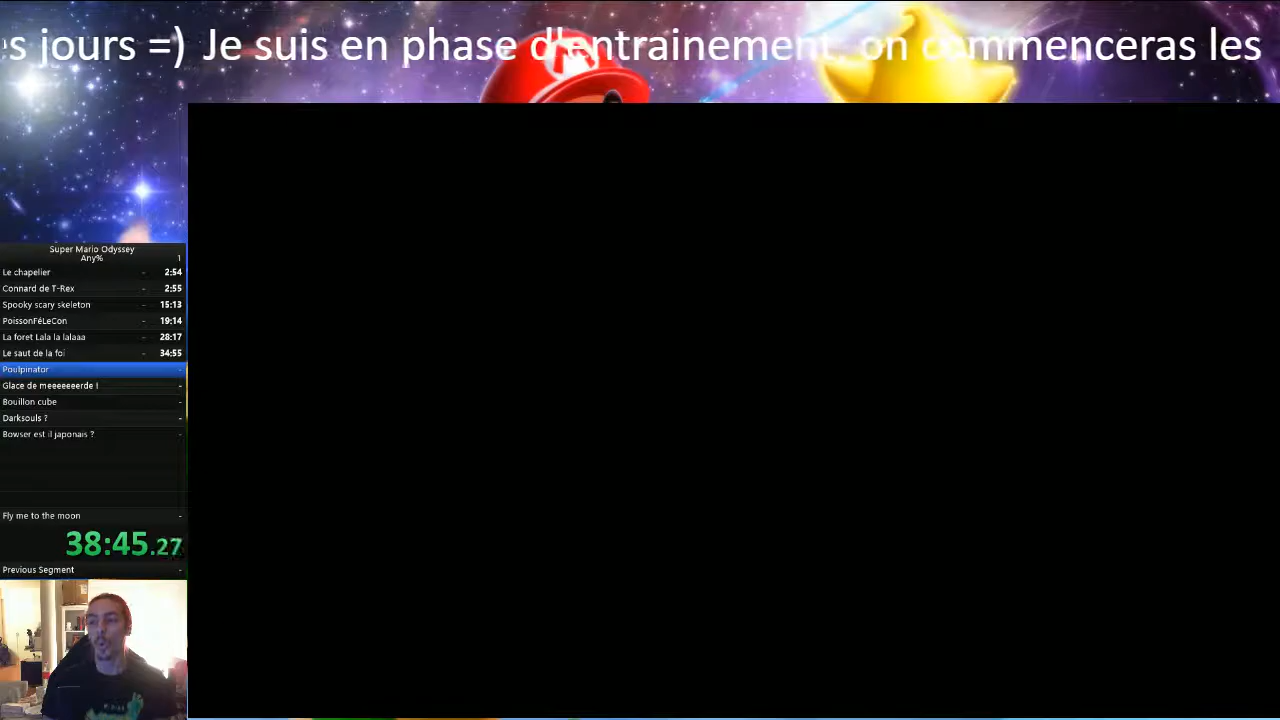 s jours =) Je suis en phase d'entrainement, on commenceras les
Super Mario Odyssey
Any% 1
Le chapelier - 2:54
Connard de T-Rex - 2:55
Spooky scary skeleton - 15:13
PoissonFéLeCon - 19:14
La foret Lala la lalaaa - 28:17
Le saut de la foi - 34:55
Poulpinator -
Glace de meeeeeeerde ! -
Bouillon cube -
Darksouls ? -
Bowser est il japonais ? -
Fly me to the moon -
38:45.27
Previous Segment -